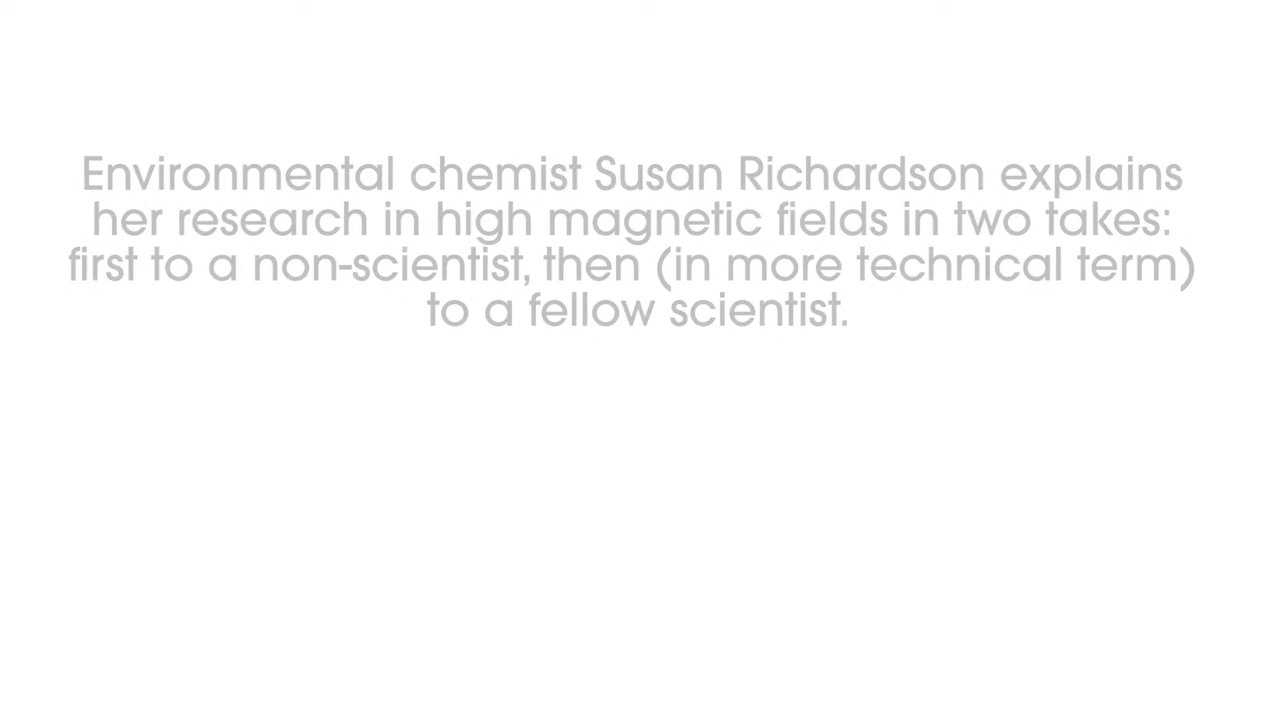 Environmental chemist Susan Richardson explains
her research in high magnetic fields in two takes:
first to a non-scientist, then (in more technical term)
to a fellow scientist.